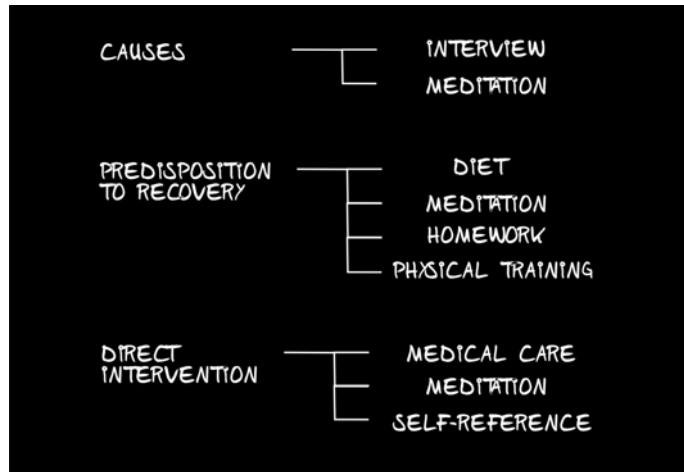 CAUSES
INTERVIEW
MEDITATION
PREDISPOSITION
TO RECOVERY
DIET
MEDITATION
HOMEWORK
PHYSICAL TRAINING
DIRECT
INTERVENTION
MEDICAL CARE
MEDITATION
SELF-REFERENCE